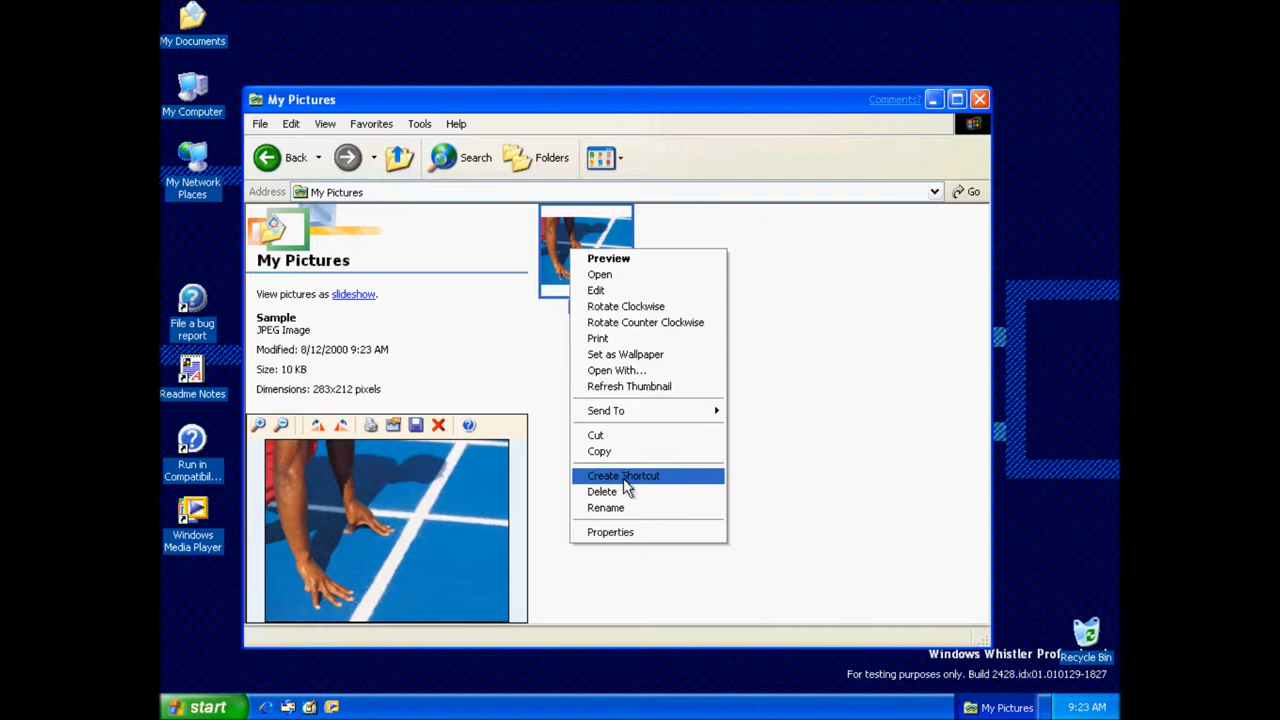 My Documents
My Computer
My Network
Places
File a bug
report
Readme Notes
Run in
Compatibil...
Windows
Media Player
My Pictures
Comments?
File Edit View Favorites Tools Help
Back Search Folders
Address My Pictures Go
My Pictures
View pictures as slideshow.
Sample
JPEG Image
Modified: 8/12/2000 9:23 AM
Size: 10 KB
Dimensions: 283x212 pixels
Preview
Open
Edit
Rotate Clockwise
Rotate Counter Clockwise
Print
Set as Wallpaper
Open With...
Refresh Thumbnail
Send To
Cut
Copy
Create Shortcut
Delete
Rename
Properties
Windows Whistler Prof
Recycle Bin
For testing purposes only. Build 2428.idx01.010129-1827
start
My Pictures
9:23 AM